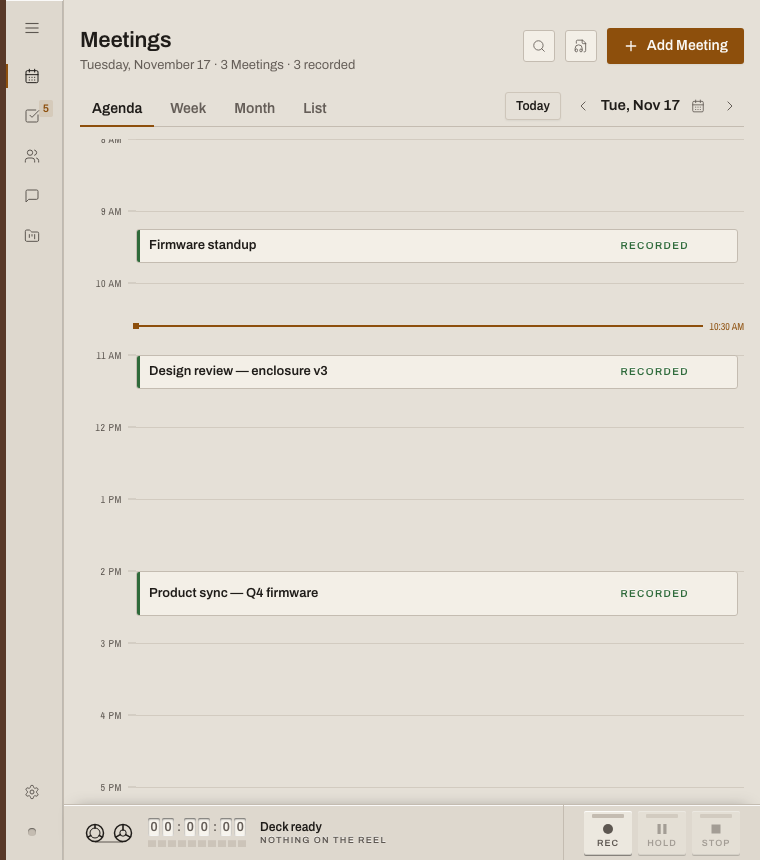 Meetings
Tuesday, November 17 · 3 Meetings · 3 recorded
Add Meeting
5
Agenda Week Month List
Today
Tue, Nov 17
8 AM
9 AM
Firmware standup RECORDED
10 AM
10:30 AM
11 AM
Design review — enclosure v3 RECORDED
12 PM
1 PM
2 PM
Product sync — Q4 firmware RECORDED
3 PM
4 PM
5 PM
00:00:00
Deck ready
NOTHING ON THE REEL
REC HOLD STOP